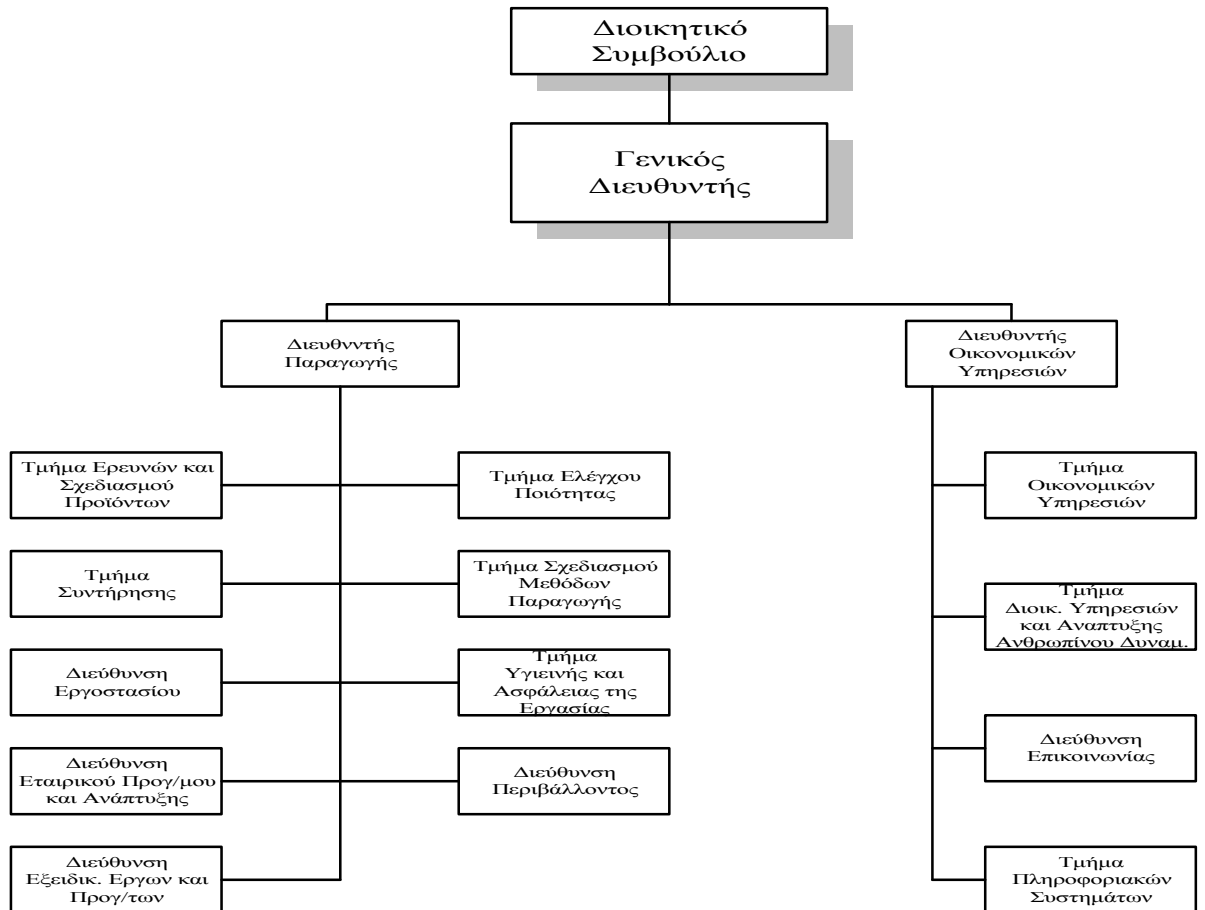 Διοικητικό
Συμβούλιο
Γενικός
Διευθυντής
Διευθνντής
Παραγωγής
Διευθυντής
Οικονομικών
Υπηρεσιών
Τμήμα Ερευνών και
Σχεδιασμού
Προϊόντων
Τμήμα Ελέγχου
Ποιότητας
Τμήμα
Οικονομικών
Υπηρεσιών
Τμήμα
Συντήρησης
Τμήμα Σχεδιασμού
Μεθόδων
Παραγωγής
Τμήμα
Διοικ. Υπηρεσιών
και Αναπτυξης
Ανθρωπίνου Δυναμ.
Διεύθυνση
Εργοστασίου
Τμήμα
Υγιεινής και
Ασφάλειας της
Εργασίας
Διεύθυνση
Επικοινωνίας
Διεύθυνση
Εταιρικού Προγ/μου
και Ανάπτυξης
Διεύθυνση
Περιβάλλοντος
Διεύθυνση
Εξειδικ. Εργων και
Προγ/των
Τμήμα
Πληροφοριακών
Συστημάτων